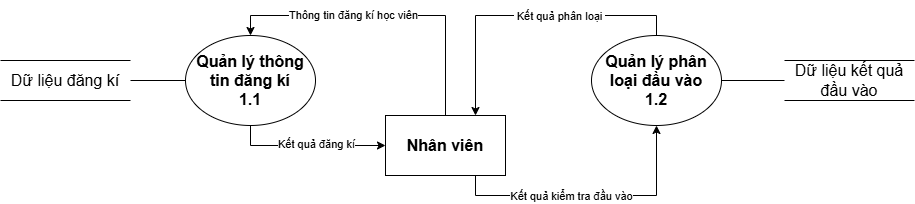 Thông tin đăng kí học viên
Kết quả phân loại
Quản lý thông
tin đăng kí
1.1
Quản lý phân
loại đầu vào
1.2
Dữ liệu đăng kí
Dữ liệu kết quả
đầu vào
Kết quả đăng kí
Nhân viên
Kết quả kiểm tra đầu vào